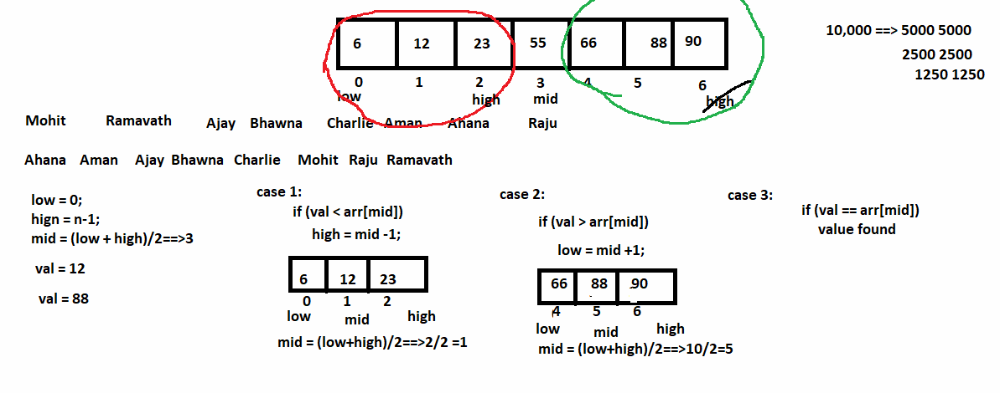 6 12 23 55 66 88 90
0 1 2 3 4 5 6
low high mid high
10,000 ==> 5000 5000
2500 2500
1250 1250
Mohit Ramavath Ajay Bhawna Charlie Aman Ahana Raju
Ahana Aman Ajay Bhawna Charlie Mohit Raju Ramavath
low = 0;
hign = n-1;
mid = (low + high)/2==>3
val = 12
val = 88
case 1:
if (val < arr[mid])
high = mid -1;
6 12 23
0 1 2
low mid high
mid = (low+high)/2==>2/2 =1
case 2:
if (val > arr[mid])
low = mid +1;
66 88 90
4 5 6
low mid high
mid = (low+high)/2==>10/2=5
case 3:
if (val == arr[mid])
value found